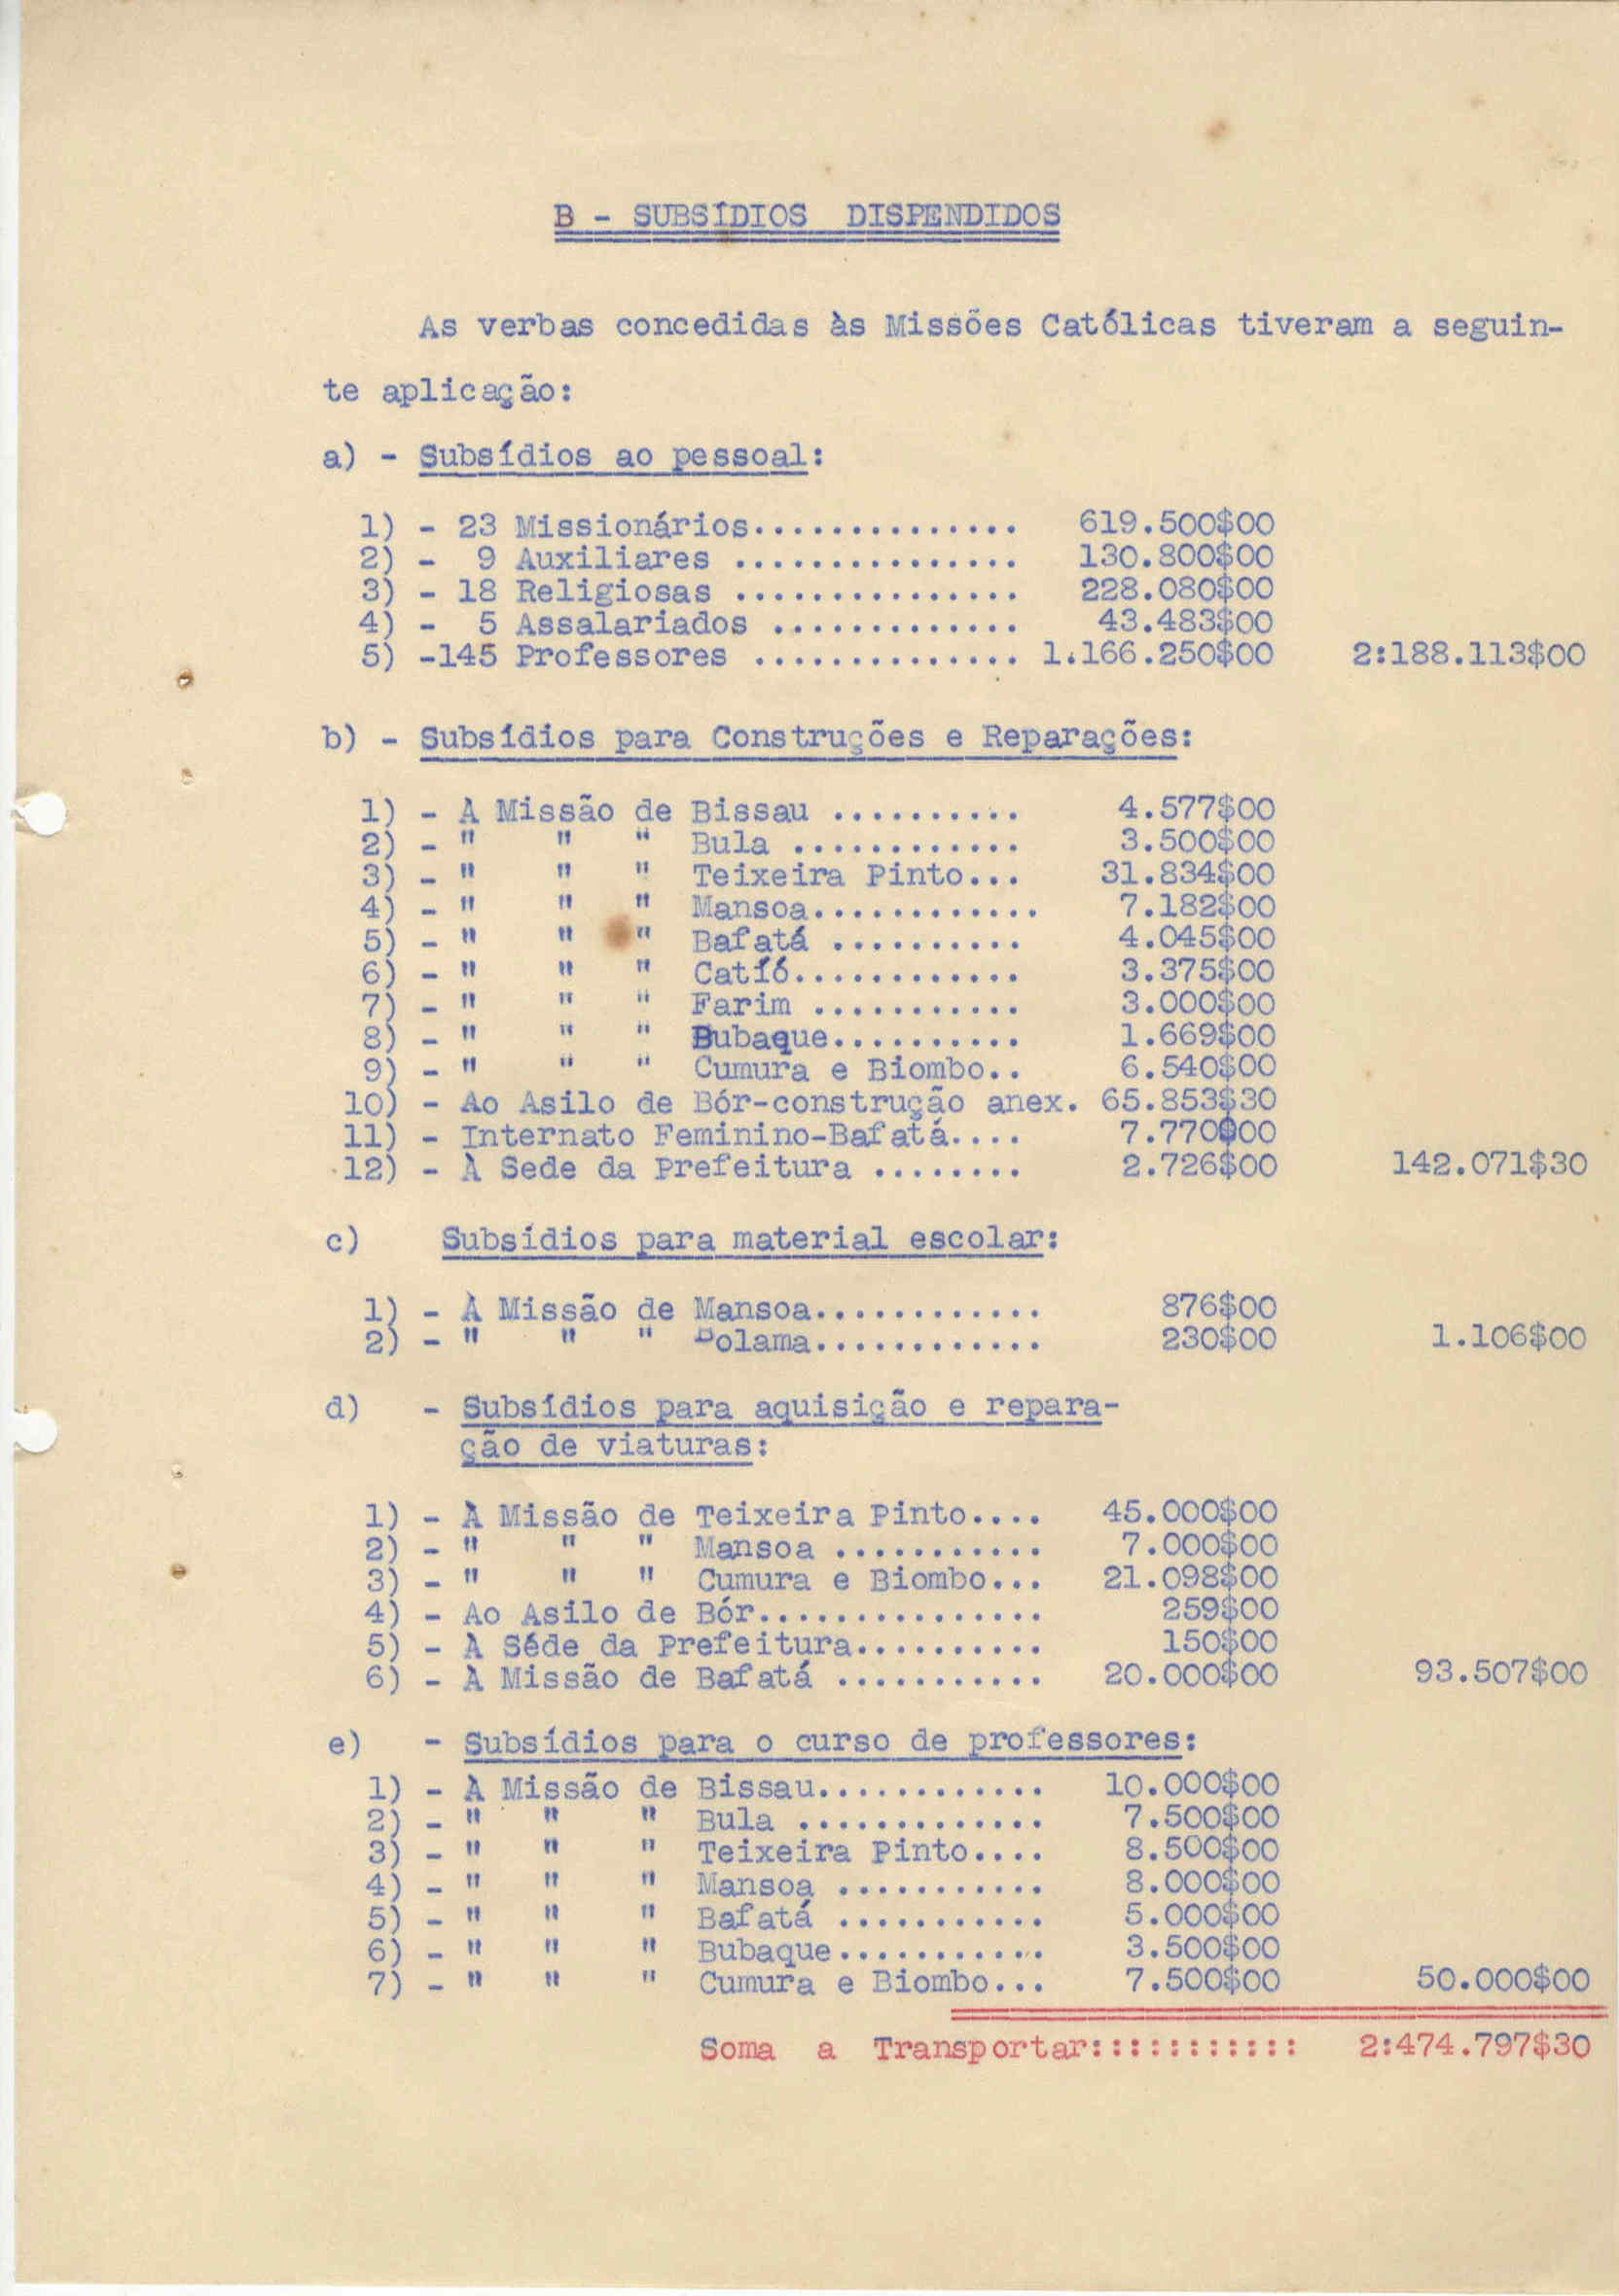 B - SUBSÍDIOS DISPENDIDOS
As verbas concedidas às Missões Católicas tiveram a seguin-
te aplicação:
a) - Subsídios ao pessoal:
1) - 23 Missionários.............. 619.500$00
2) - 9 Auxiliares ............... 130.800$00
3) - 18 Religiosas ............... 228.080$00
4) - 5 Assalariados ............. 43.483$00
5) -145 Professores .............. 1.166.250$00 2:188.113$00
b) - Subsídios para Construções e Reparações:
1) - À Missão de Bissau .......... 4.577$00
2) - " " " Bula ............ 3.500$00
3) - " " " Teixeira Pinto... 31.834$00
4) - " " " Mansoa............ 7.182$00
5) - " " " Bafatá .......... 4.045$00
6) - " " " Catíó............ 3.375$00
7) - " " " Farim ........... 3.000$00
8) - " " " Bubaque.......... 1.669$00
9) - " " " Cumura e Biombo.. 6.540$00
10) - Ao Asilo de Bór-construção anex. 65.853$30
11) - Internato Feminino-Bafatá.... 7.770$00
12) - À Sede da Prefeitura ........ 2.726$00 142.071$30
c) Subsídios para material escolar:
1) - À Missão de Mansoa............ 876$00
2) - " " " Bolama............ 230$00 1.106$00
d) - Subsídios para aquisição e repara-
ção de viaturas:
1) - À Missão de Teixeira Pinto.... 45.000$00
2) - " " " Mansoa ........... 7.000$00
3) - " " " Cumura e Biombo... 21.098$00
4) - Ao Asilo de Bór............... 259$00
5) - À Séde da Prefeitura.......... 150$00
6) - À Missão de Bafatá ........... 20.000$00 93.507$00
e) - Subsídios para o curso de professores:
1) - À Missão de Bissau............ 10.000$00
2) - " " " Bula ............. 7.500$00
3) - " " " Teixeira Pinto.... 8.500$00
4) - " " " Mansoa ........... 8.000$00
5) - " " " Bafatá ........... 5.000$00
6) - " " " Bubaque........... 3.500$00
7) - " " " Cumura e Biombo... 7.500$00 50.000$00
Soma a Transportar::::::::::: 2:474.797$30